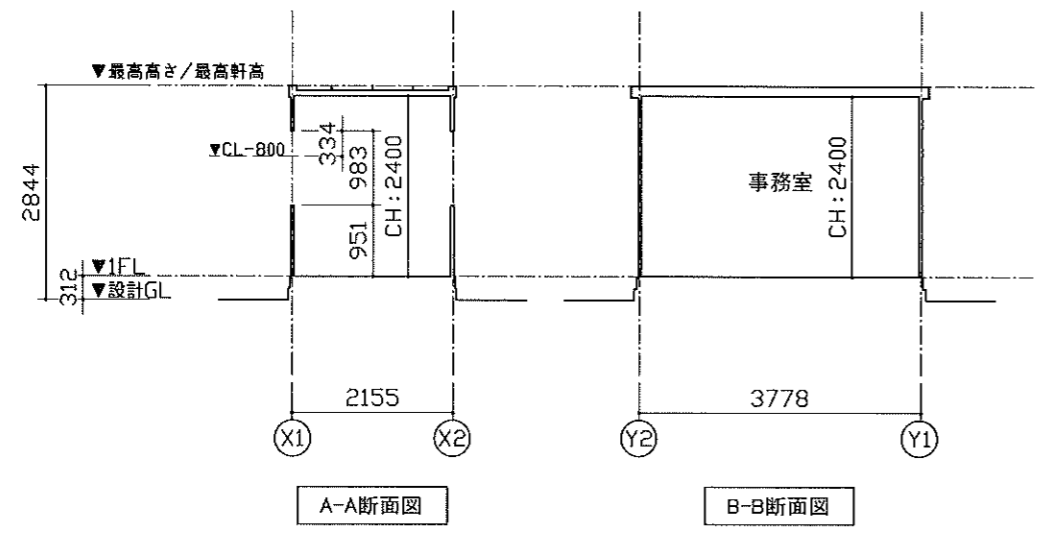 ▼最高高さ/最高軒高
▼CL-800
334
983
951
CH:2400
2844
▼1FL
312
▼設計GL
2155
X1
X2
A-A断面図
事務室
CH:2400
3778
Y2
Y1
B-B断面図